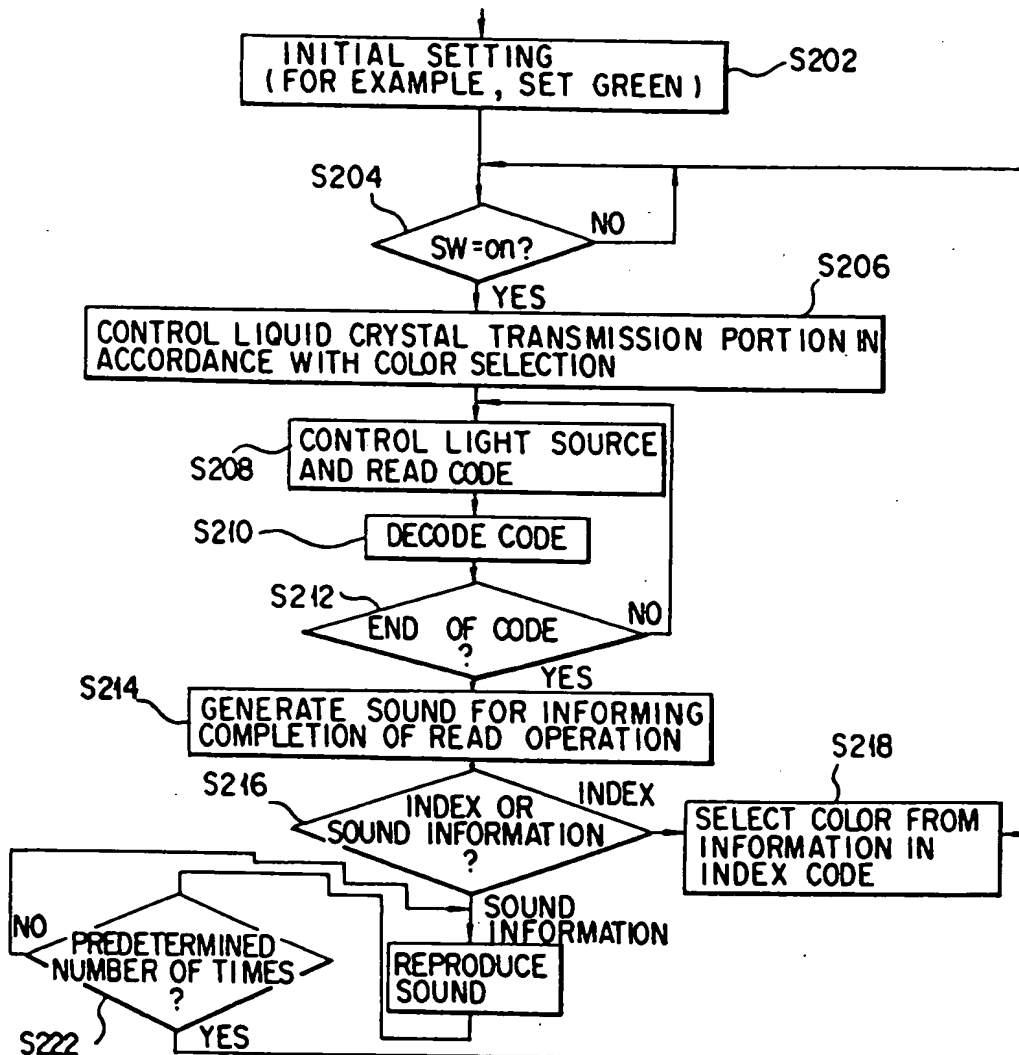 INITIAL SETTING
(FOR EXAMPLE, SET GREEN)
S202
S204
SW=on?
NO
YES
S206
CONTROL LIQUID CRYSTAL TRANSMISSION PORTION IN
ACCORDANCE WITH COLOR SELECTION
CONTROL LIGHT SOURCE
AND READ CODE
S208
S210
DECODE CODE
S212
END OF CODE
?
NO
YES
S214
GENERATE SOUND FOR INFORMING
COMPLETION OF READ OPERATION
S216
INDEX OR
SOUND INFORMATION
?
INDEX
S218
SELECT COLOR FROM
INFORMATION IN
INDEX CODE
SOUND
INFORMATION
REPRODUCE
SOUND
NO
PREDETERMINED
NUMBER OF TIMES
?
S222
YES